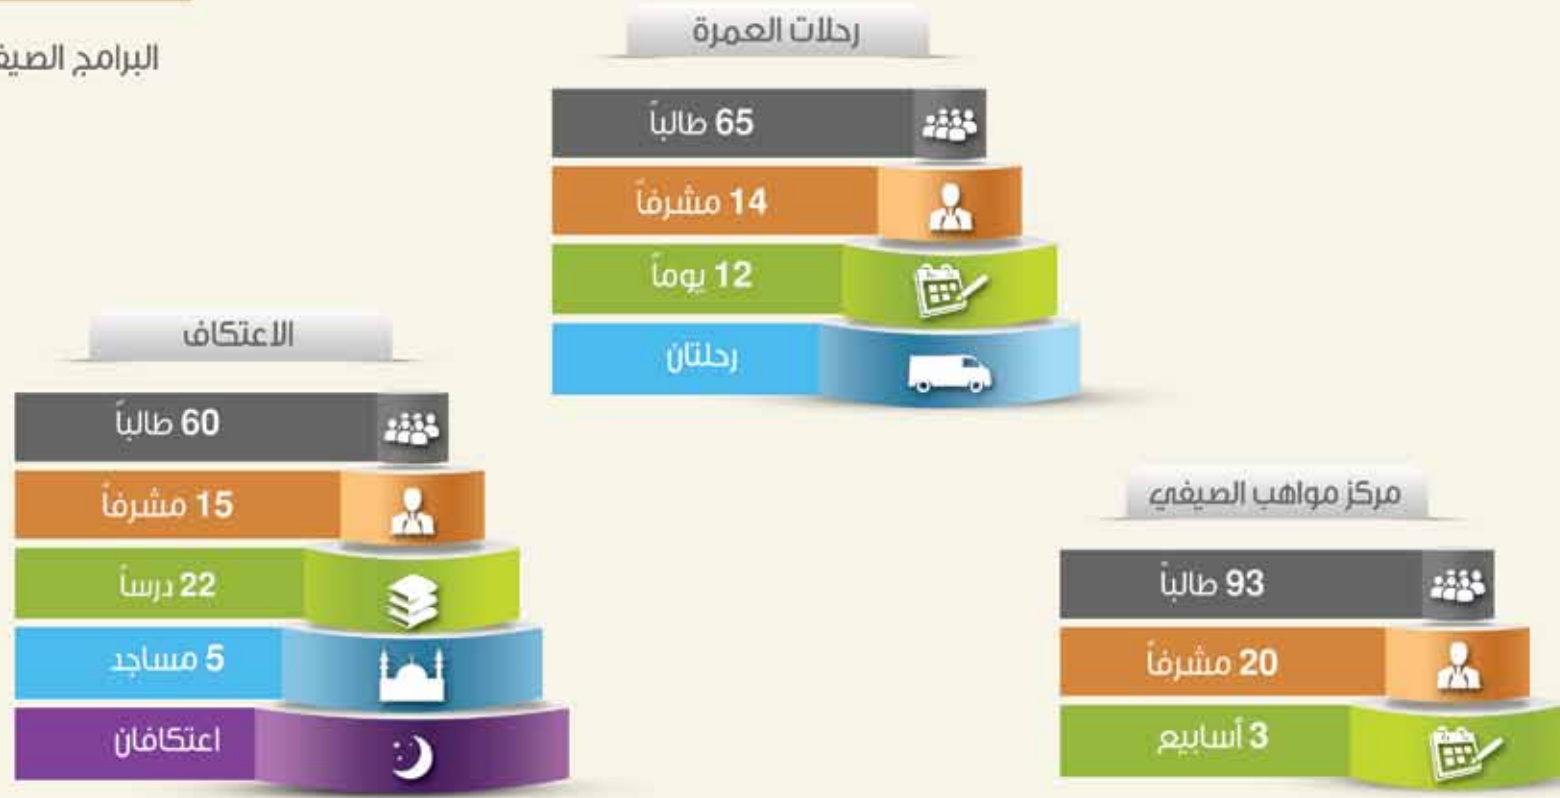 رحلات العمرة
65 طالباً
14 مشرفاً
12 يوماً
رحلتان
مركز مواهب الصيفي
93 طالباً
20 مشرفاً
3 أسابيع
البرامج
الاعتكاف
60 طالباً
15 مشرفاً
22 درساً
5 مساجد
اعتكافان